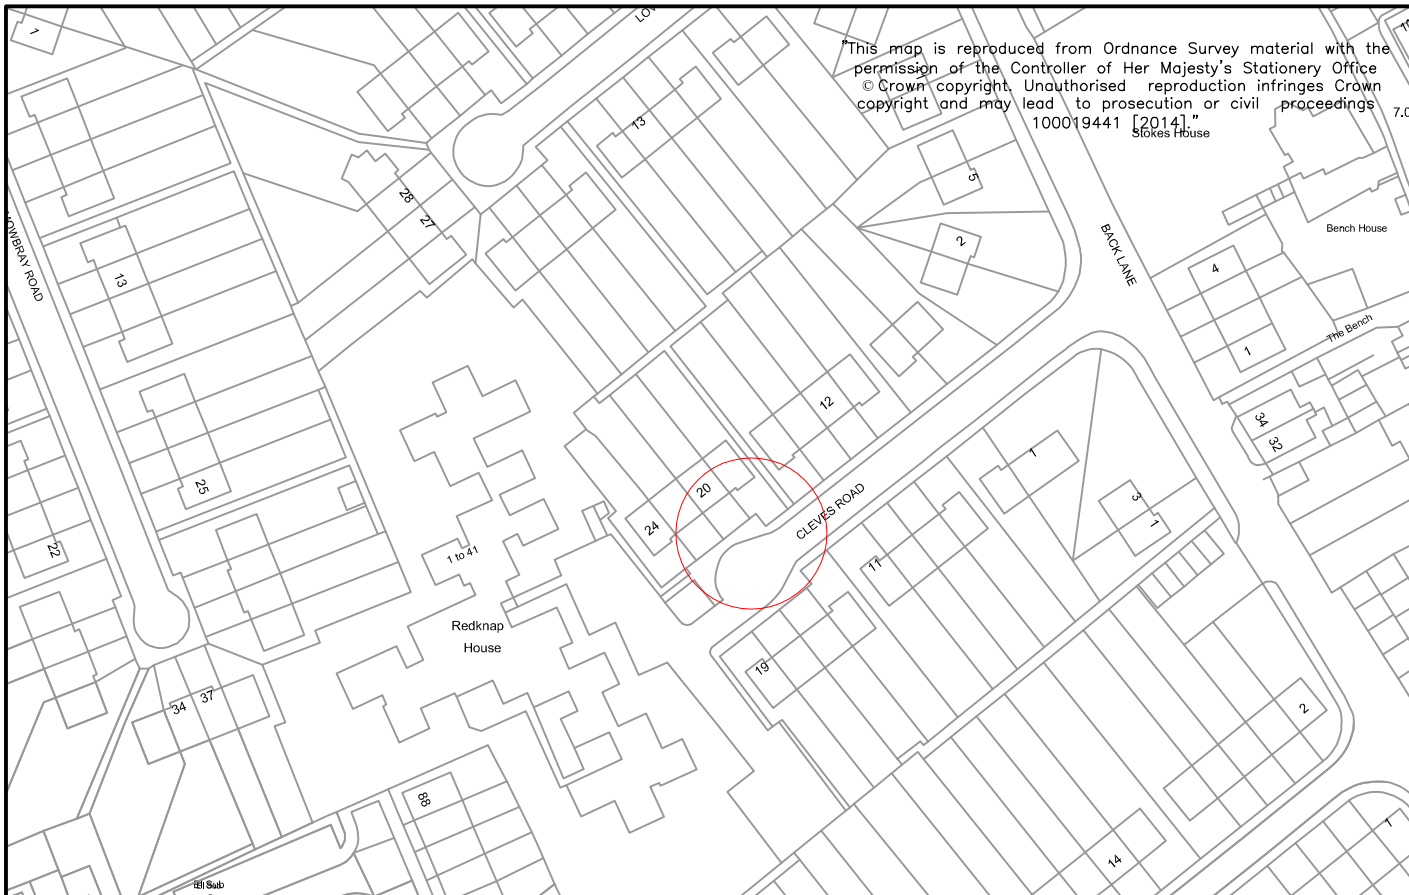 "This map is reproduced from Ordnance Survey material with the
permission of the Controller of Her Majesty's Stationery Office
© Crown copyright. Unauthorised reproduction infringes Crown
copyright and may lead to prosecution or civil proceedings
100019441 [2014]."
Stokes House
7.0
1
13
28
27
5
2
BACK LANE
Bench House
4
1
The Bench
MOWBRAY ROAD
13
12
34
32
25
20
24
CLEVES ROAD
1
3
1
22
1 to 41
11
Redknap
House
19
34
37
2
88
14
1
El Sub